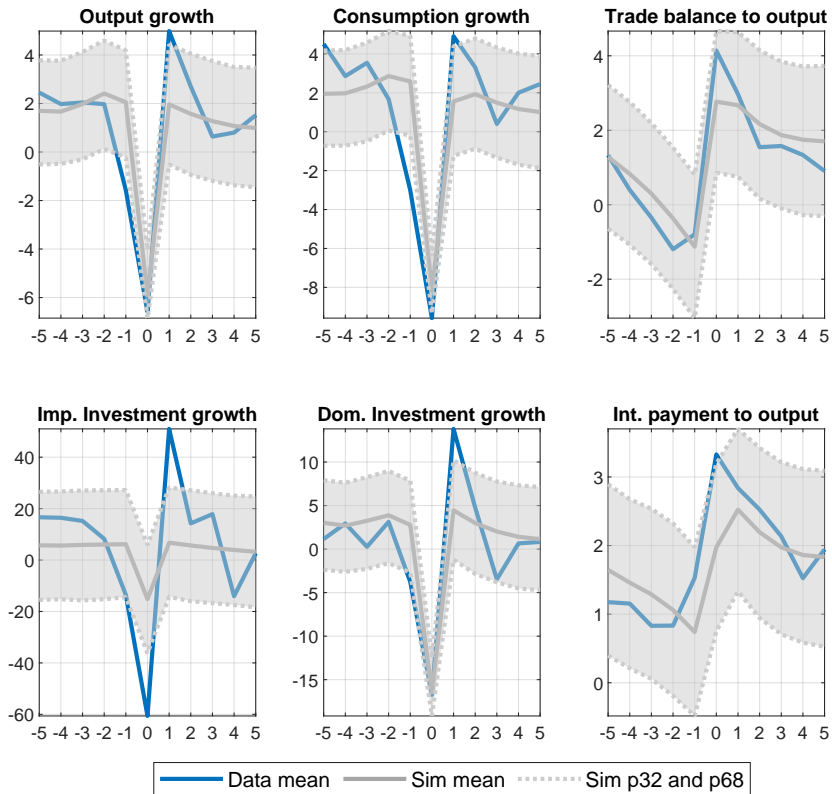 Output growth
4
2
0
-2
-4
-6
-5 -4 -3 -2 -1 0 1 2 3 4 5
Consumption growth
4
2
0
-2
-4
-6
-8
-5 -4 -3 -2 -1 0 1 2 3 4 5
Trade balance to output
4
2
0
-2
-5 -4 -3 -2 -1 0 1 2 3 4 5
Imp. Investment growth
40
20
0
-20
-40
-60
-5 -4 -3 -2 -1 0 1 2 3 4 5
Dom. Investment growth
10
5
0
-5
-10
-15
-5 -4 -3 -2 -1 0 1 2 3 4 5
Int. payment to output
3
2
1
0
-5 -4 -3 -2 -1 0 1 2 3 4 5
Data mean Sim mean Sim p32 and p68